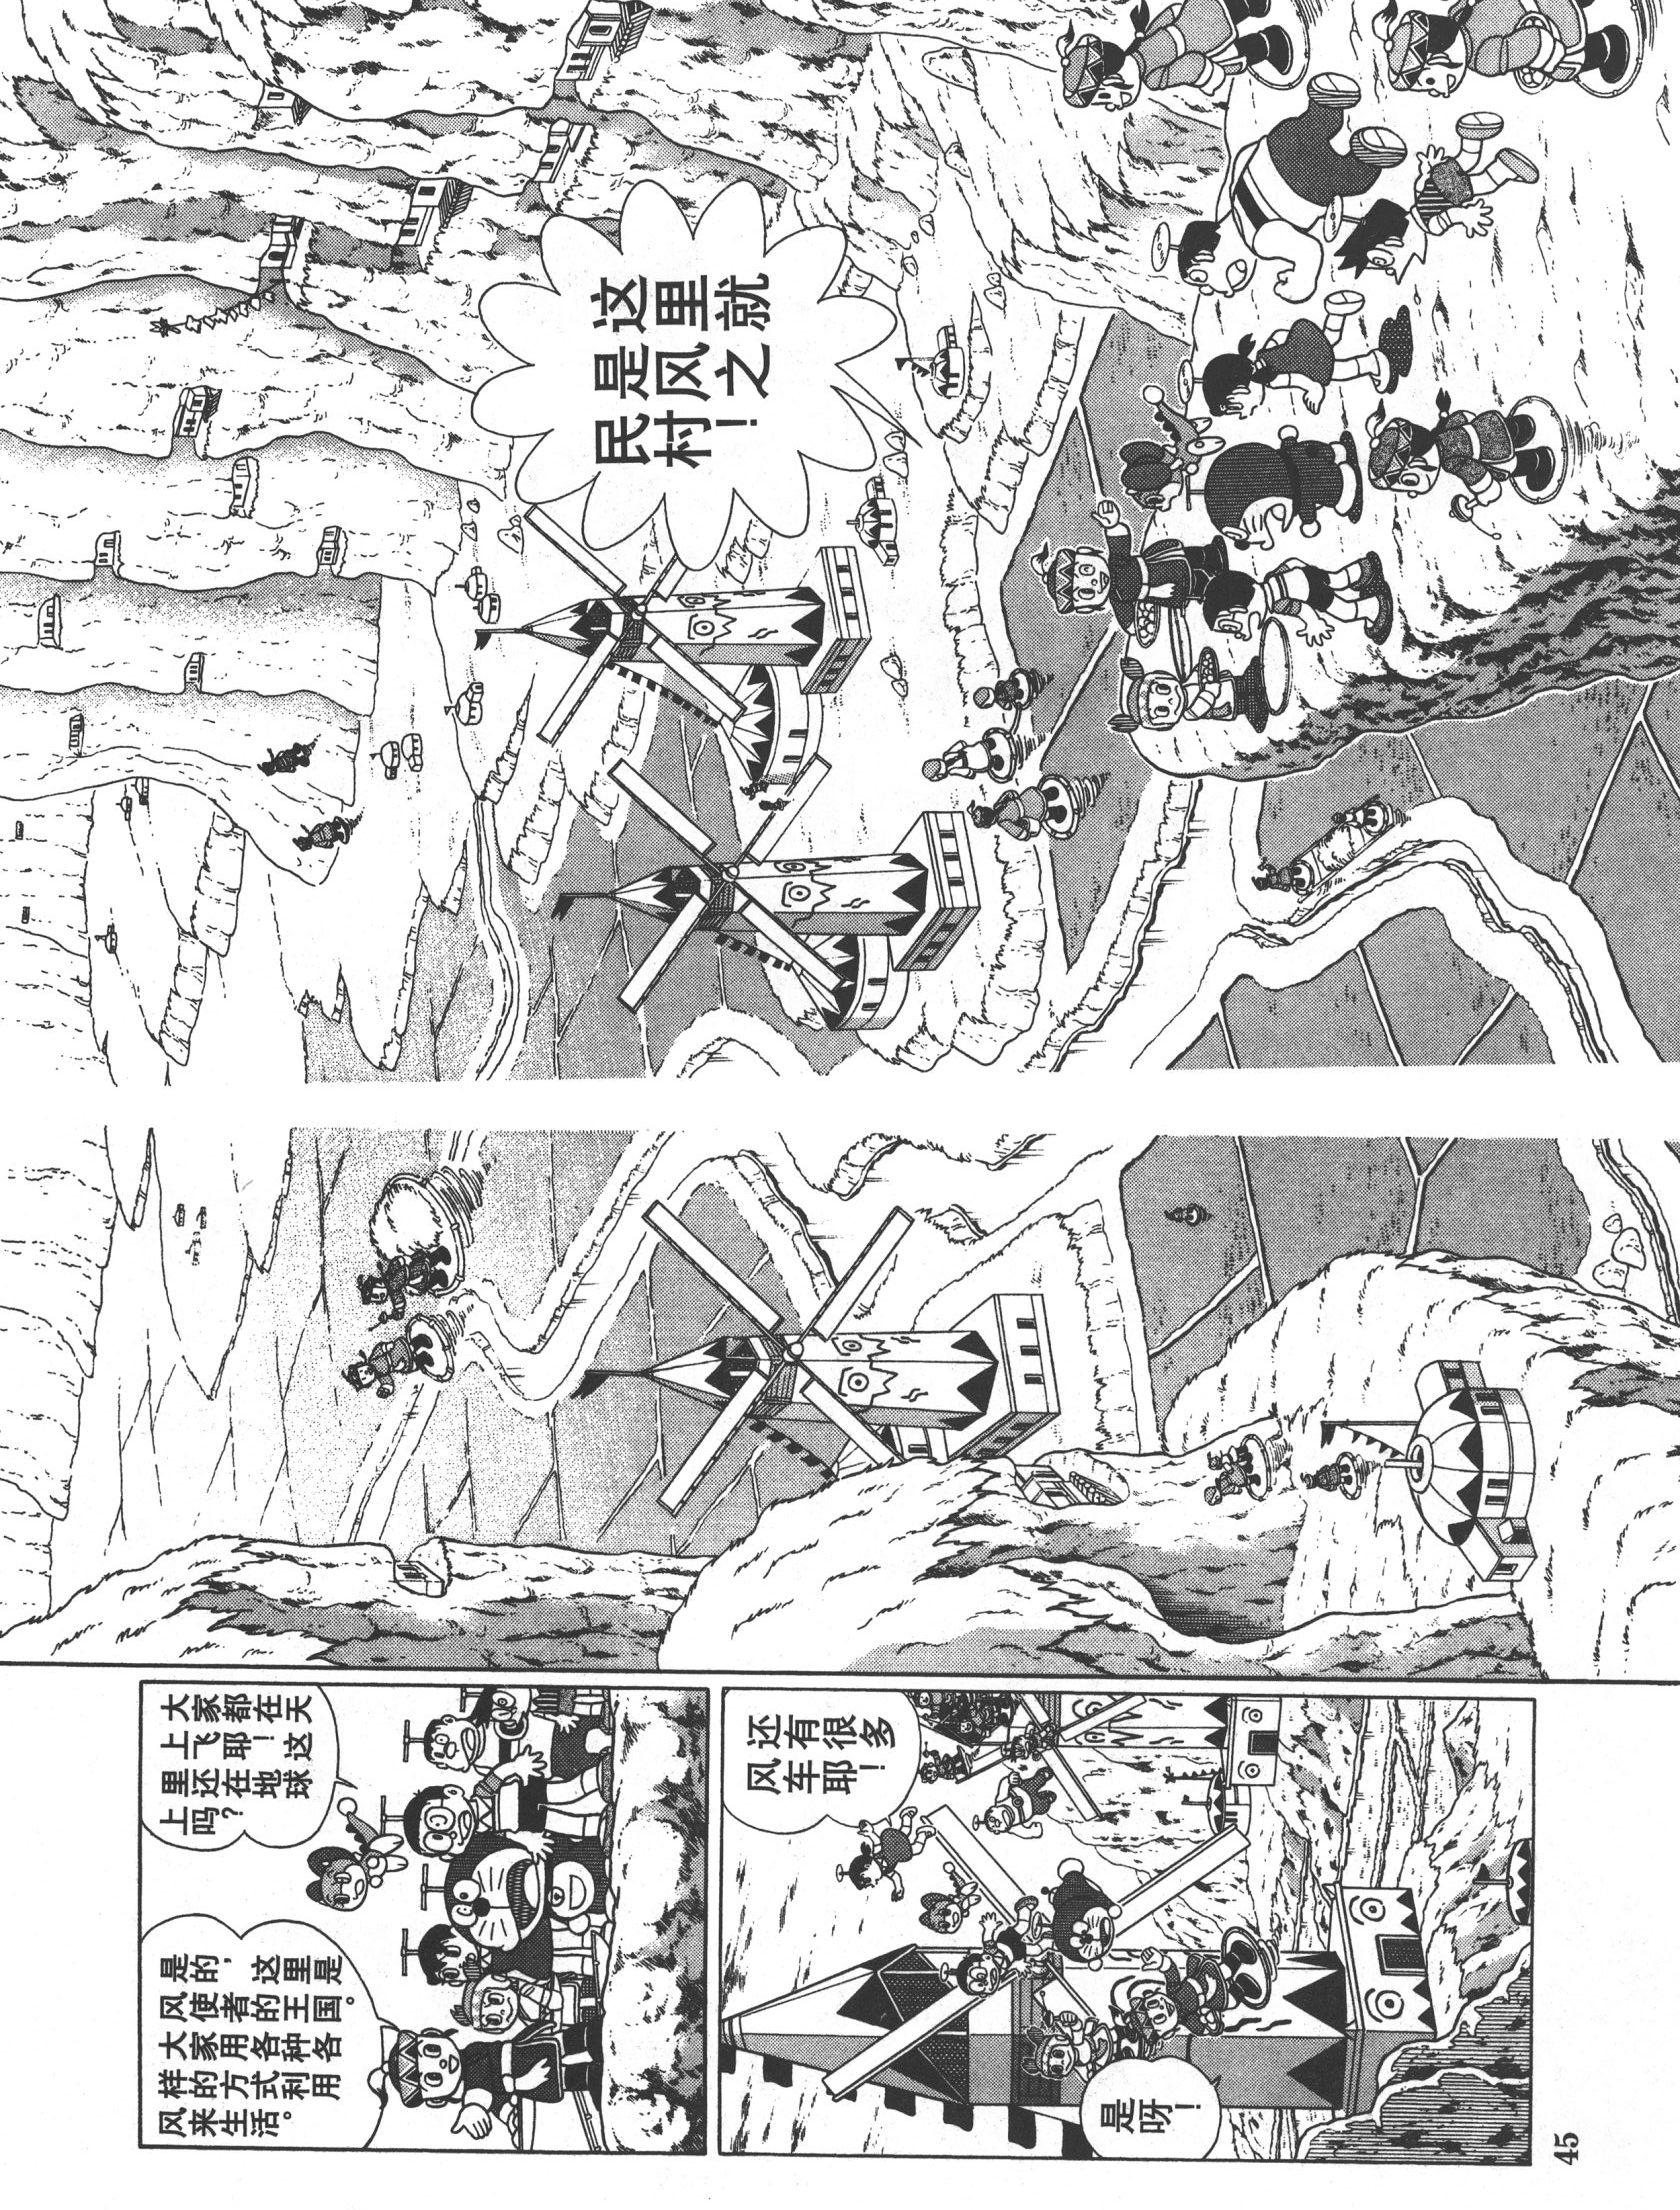 这里就
是风之
民村！
大家都在天
上飞耶！这
里还在地球
上吗？
是的，这里是
风使者的王国。
大家用各种各
样的方式利用
风来生活。
还有很多
风车耶！
是呀！
45